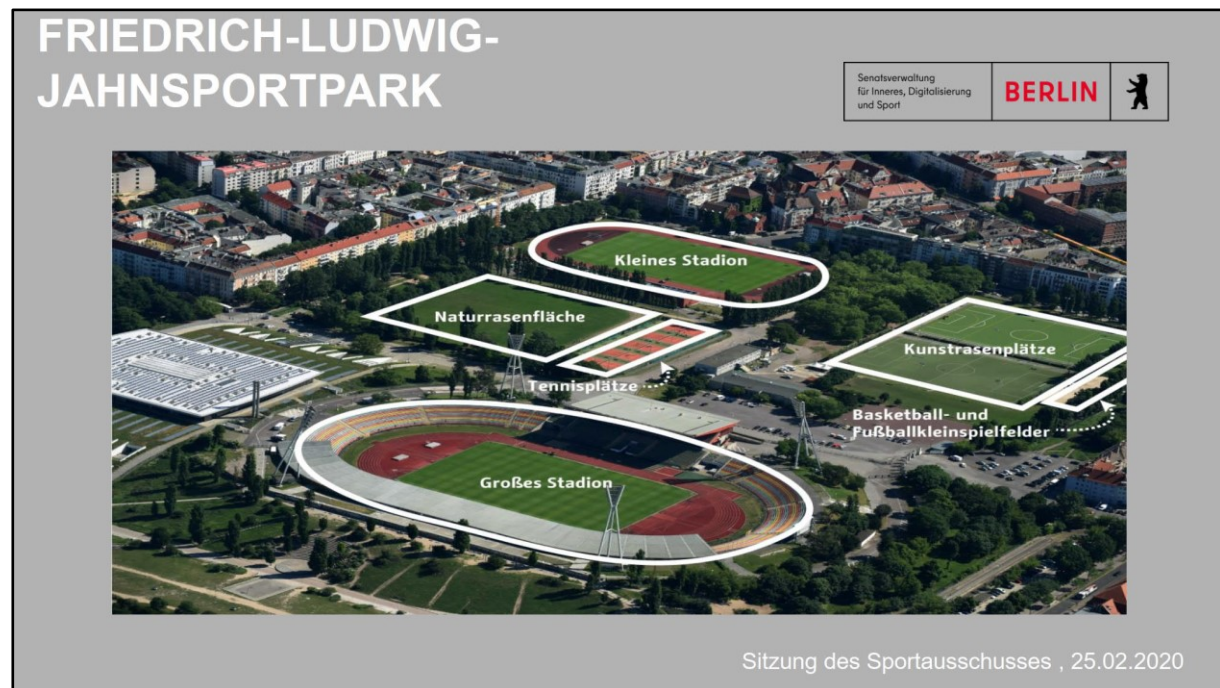 FRIEDRICH-LUDWIG-
JAHNSPORTPARK
Senatsverwaltung
für Inneres, Digitalisierung
und Sport
BERLIN
Kleines Stadion
Naturrasenfläche
Kunstrasenplätze
Tennisplätze
Basketball- und
Fußballkleinspielfelder
Großes Stadion
Sitzung des Sportausschusses , 25.02.2020